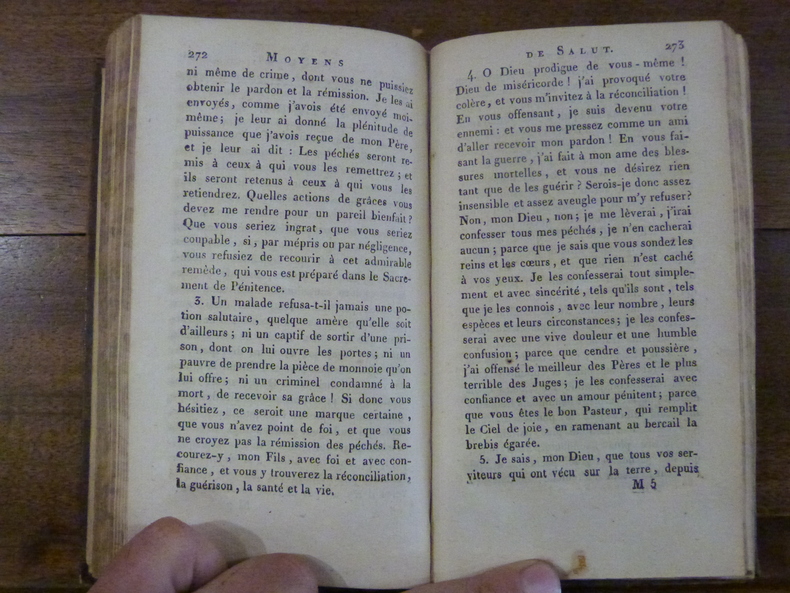 272 MOYENS
ni même de crime, dont vous ne puissiez
obtenir le pardon et la rémission. Je les ai
envoyés, comme j'avois été envoyé moi-
même; je leur ai donné la plénitude de
puissance que j'avois reçue de mon Père,
et je leur ai dit : Les péchés seront re-
mis à ceux à qui vous les remettrez ; et
ils seront retenus à ceux à qui vous les
retiendrez. Quelles actions de grâces vous
devez me rendre pour un pareil bienfait ?
Que vous seriez ingrat, que vous seriez
coupable, si, par mépris ou par négligence,
vous refusiez de recourir à cet admirable
remède, qui vous est préparé dans le Sacre-
ment de Pénitence.
3. Un malade refusa-t-il jamais une po-
tion salutaire, quelque amère qu'elle soit
d'ailleurs ; ni un captif de sortir d'une pri-
son, dont on lui ouvre les portes ; ni un
pauvre de prendre la pièce de monnoie qu'on
lui offre ; ni un criminel condamné à la
mort, de recevoir sa grâce ! Si donc vous
hésitiez, ce seroit une marque certaine,
que vous n'avez point de foi, et que vous
ne croyez pas la rémission des péchés. Re-
courez-y, mon Fils, avec foi et avec con-
fiance, et vous y trouverez la réconciliation,
la guérison, la santé et la vie.
DE SALUT. 273
4. O Dieu prodigue de vous-même !
Dieu de miséricorde ! j'ai provoqué votre
colère, et vous m'invitez à la réconciliation !
En vous offensant, je suis devenu votre
ennemi : et vous me pressez comme un ami
d'aller recevoir mon pardon ! En vous fai-
sant la guerre, j'ai fait à mon ame des bles-
sures mortelles, et vous ne désirez rien
tant que de les guérir ? Serois-je donc assez
insensible et assez aveugle pour m'y refuser?
Non, mon Dieu, non ; je me lèverai, j'irai
confesser tous mes péchés, je n'en cacherai
aucun ; parce que je sais que vous sondez les
reins et les cœurs, et que rien n'est caché
à vos yeux. Je les confesserai tout simple-
ment et avec sincérité, tels qu'ils sont, tels
que je les connois, avec leur nombre, leurs
espèces et leurs circonstances ; je les confes-
serai avec une vive douleur et une humble
confusion ; parce que cendre et poussière,
j'ai offensé le meilleur des Pères et le plus
terrible des Juges ; je les confesserai avec
confiance et avec un amour pénitent ; parce
que vous êtes le bon Pasteur, qui remplit
le Ciel de joie, en ramenant au bercail la
brebis égarée.
5. Je sais, mon Dieu, que tous vos ser-
viteurs qui ont vécu sur la terre, depuis
M 5